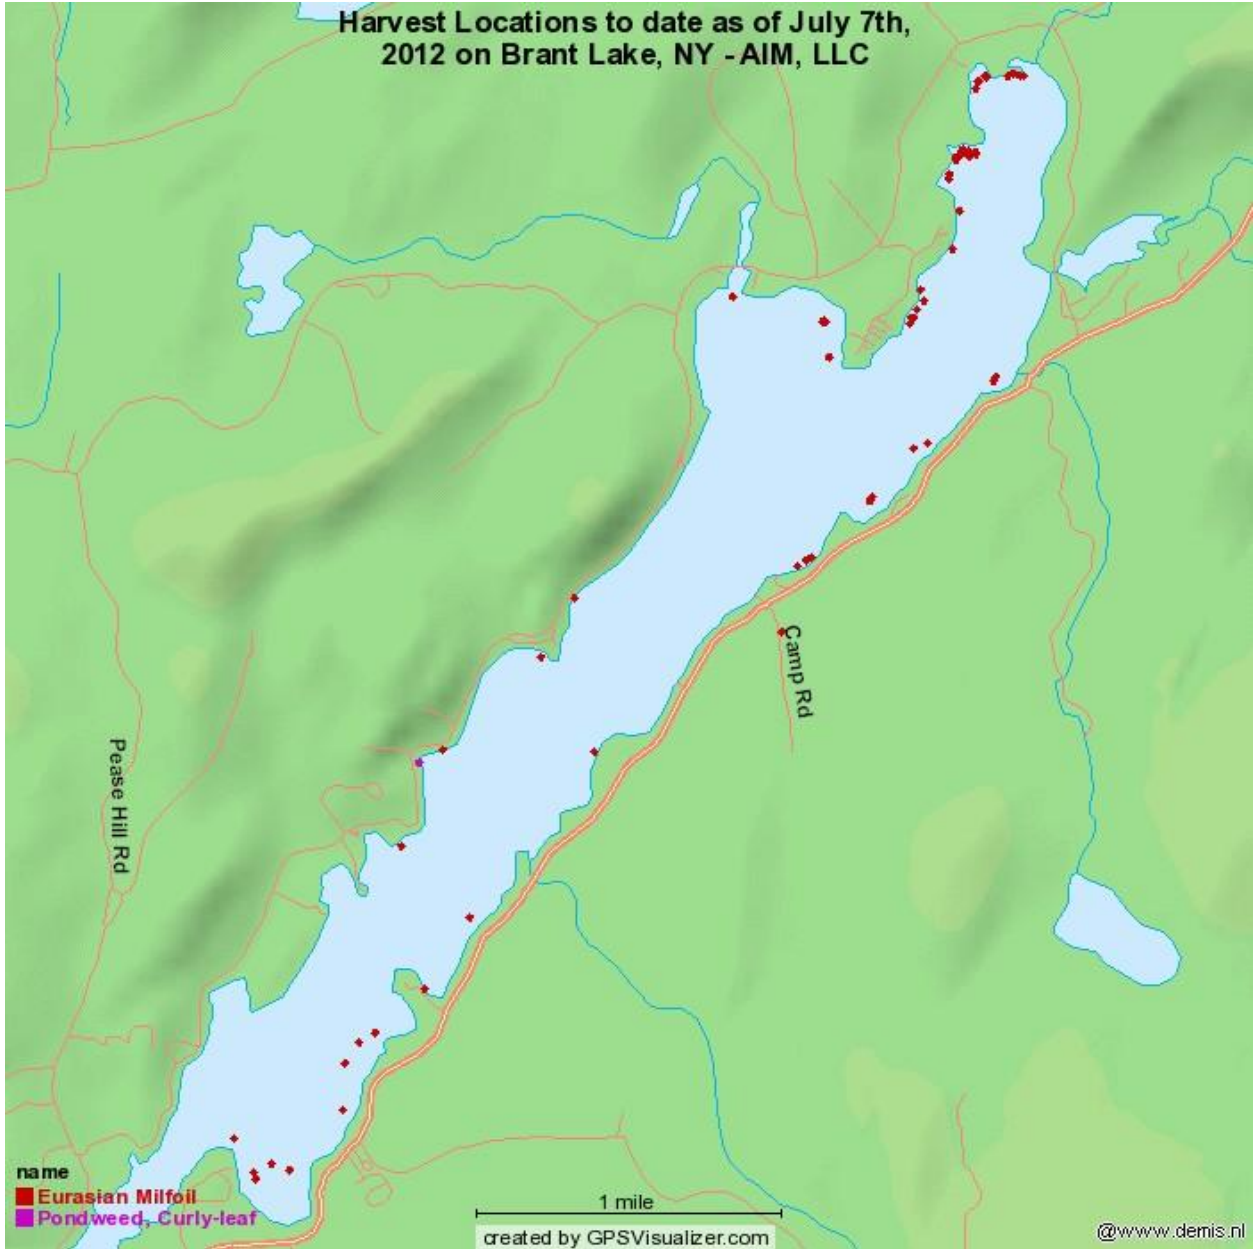 Harvest Locations to date as of July 7th,
2012 on Brant Lake, NY - AIM, LLC
Camp Rd
Pease Hill Rd
name
Eurasian Milfoil
Pondweed, Curly-leaf
1 mile
created by GPSVisualizer.com
@www.demis.nl